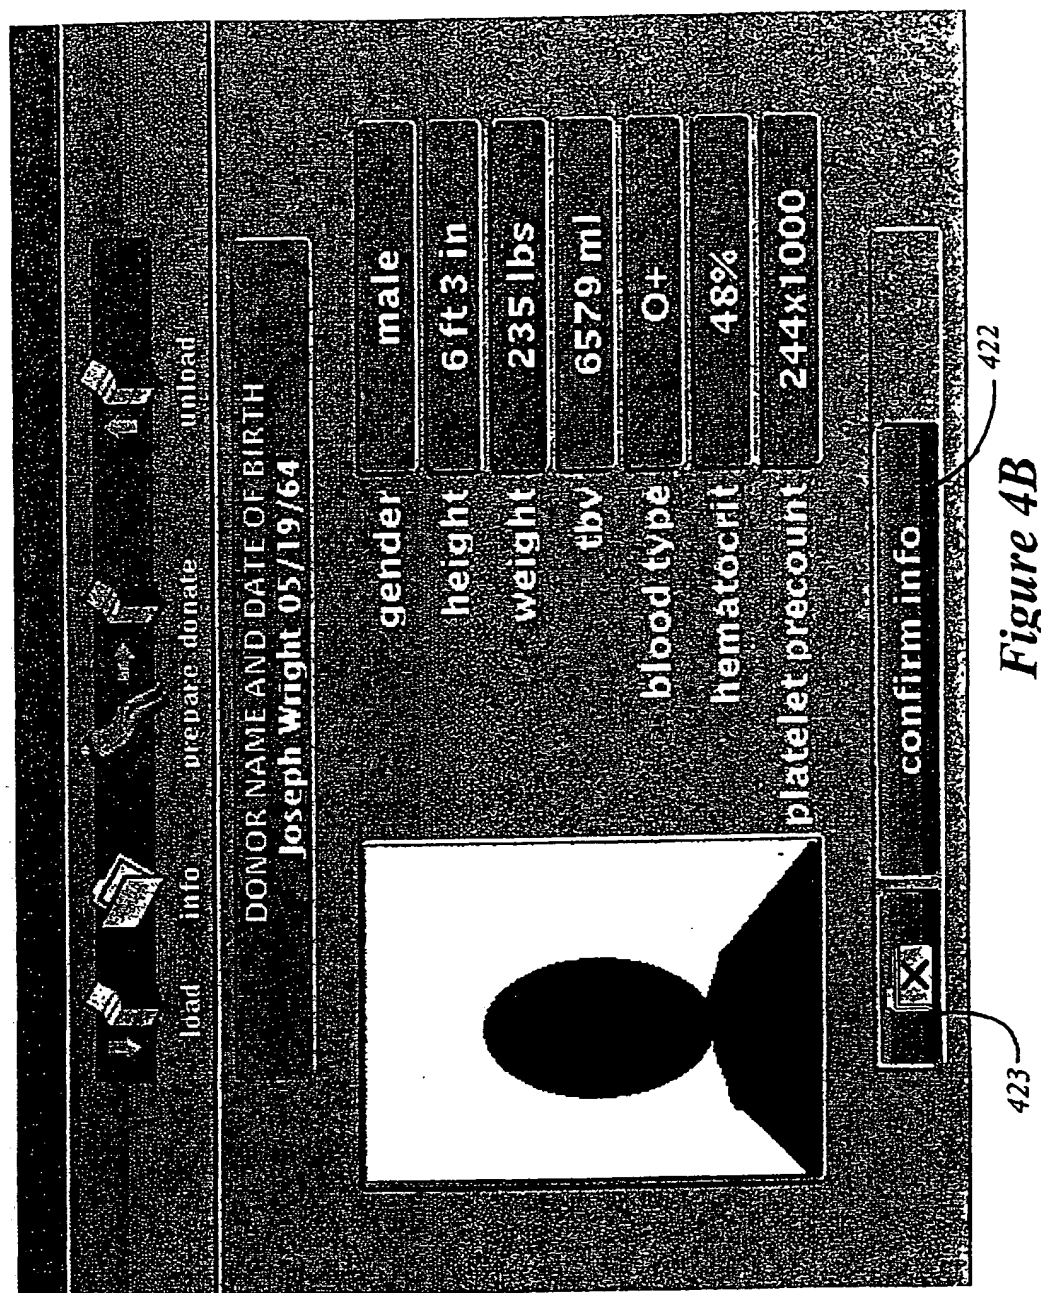 load info prepare donate unload
DONOR NAME AND DATE OF BIRTH
Joseph Wright 05/19/64
gender male
height 6 ft 3 in
weight 235 lbs
tbv 6579 ml
blood type O+
hematocrit 48%
platelet precount 244x1000
confirm info
423
422
Figure 4B